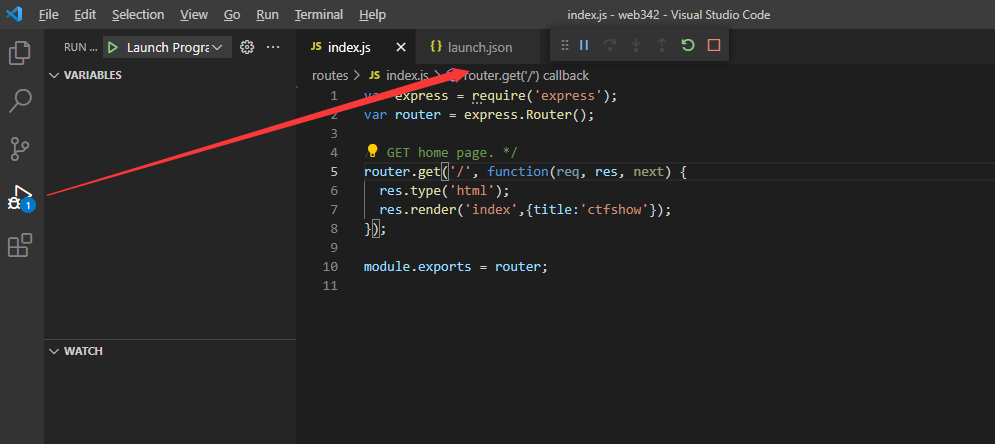 File Edit Selection View Go Run Terminal Help index.js - web342 - Visual Studio Code
RUN ... Launch Progra JS index.js { } launch.json
routes > JS index.js > router.get('/') callback
VARIABLES
1 var express = require('express');
2 var router = express.Router();
3
4 GET home page. */
5 router.get('/', function(req, res, next) {
6 res.type('html');
7 res.render('index',{title:'ctfshow'});
8 });
9
10 module.exports = router;
11
1
WATCH